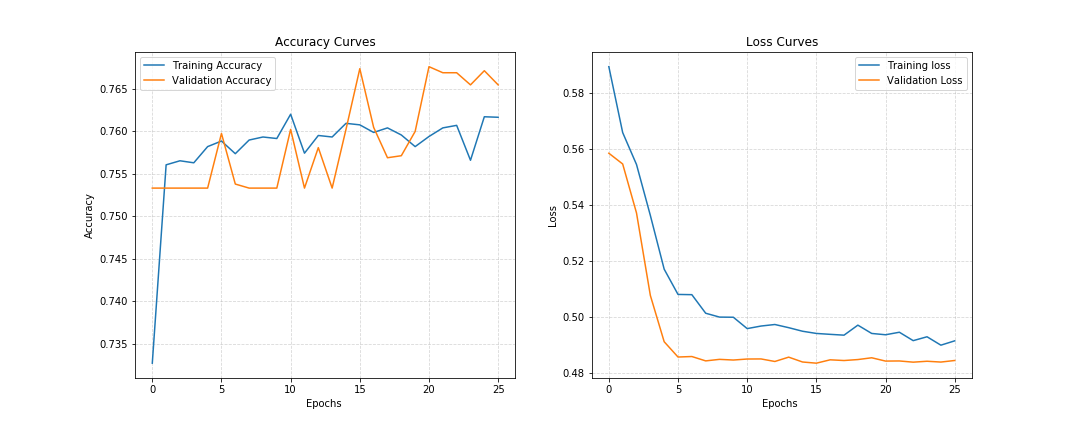 Accuracy Curves
Training Accuracy
Validation Accuracy
0.765
0.760
0.755
0.750
0.745
0.740
0.735
Accuracy
0 5 10 15 20 25
Epochs
Loss Curves
Training loss
Validation Loss
0.58
0.56
0.54
0.52
0.50
0.48
Loss
0 5 10 15 20 25
Epochs